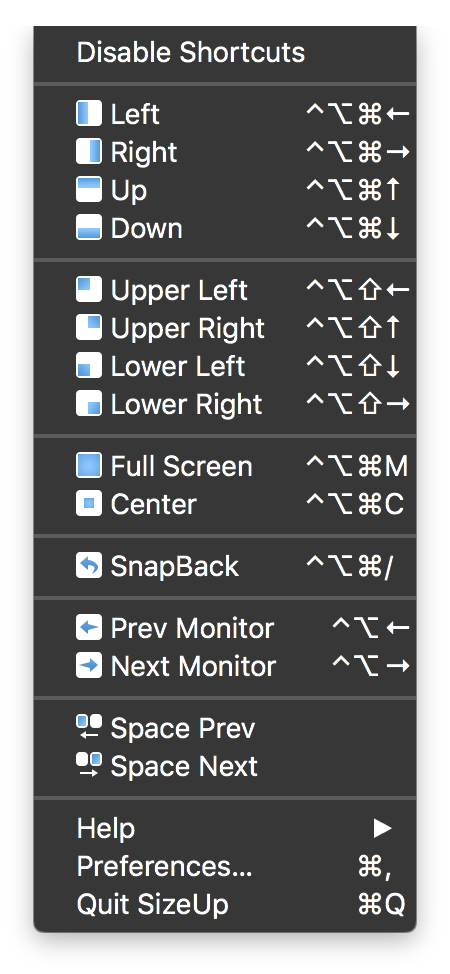 Disable Shortcuts
Left ^⌥⌘←
Right ^⌥⌘→
Up ^⌥⌘↑
Down ^⌥⌘↓
Upper Left ^⌥⇧←
Upper Right ^⌥⇧↑
Lower Left ^⌥⇧↓
Lower Right ^⌥⇧→
Full Screen ^⌥⌘M
Center ^⌥⌘C
SnapBack ^⌥⌘/
Prev Monitor ^⌥←
Next Monitor ^⌥→
Space Prev
Space Next
Help ▶
Preferences... ⌘,
Quit SizeUp ⌘Q